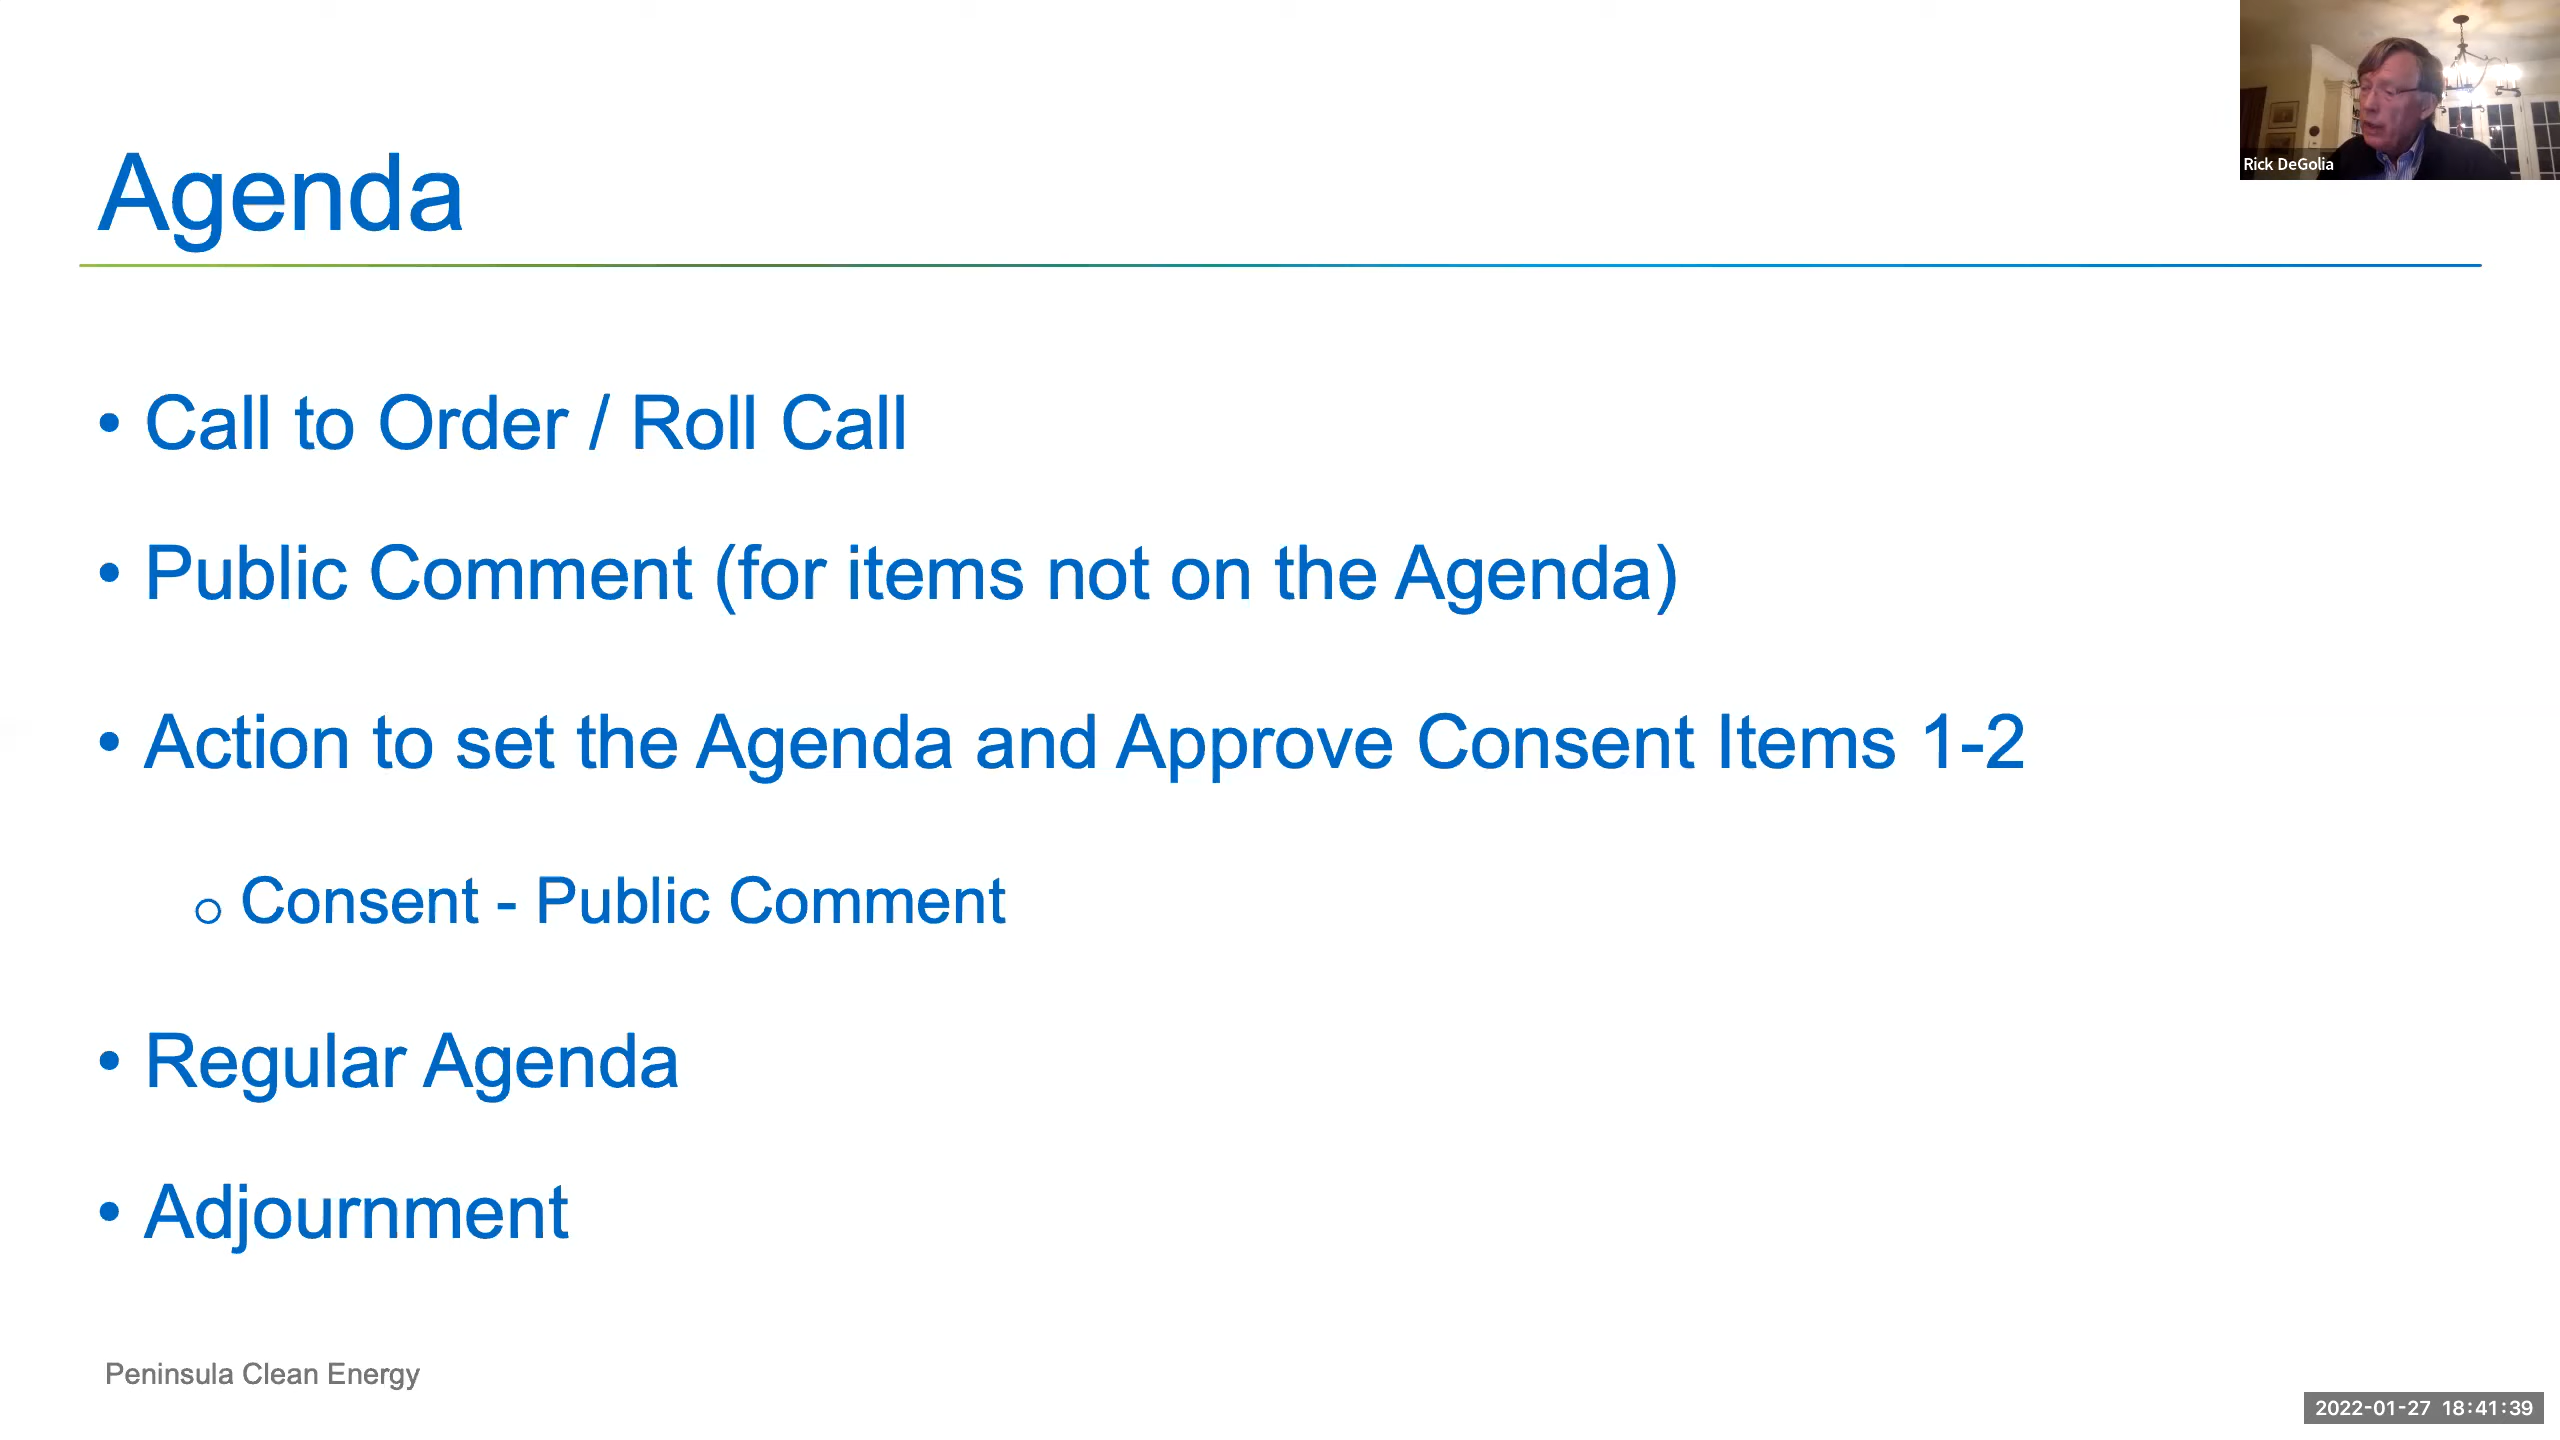 Rick DeGolia
Agenda
• Call to Order / Roll Call
• Public Comment (for items not on the Agenda)
• Action to set the Agenda and Approve Consent Items 1-2
o Consent - Public Comment
• Regular Agenda
• Adjournment
Peninsula Clean Energy
2022-01-27 18:41:39